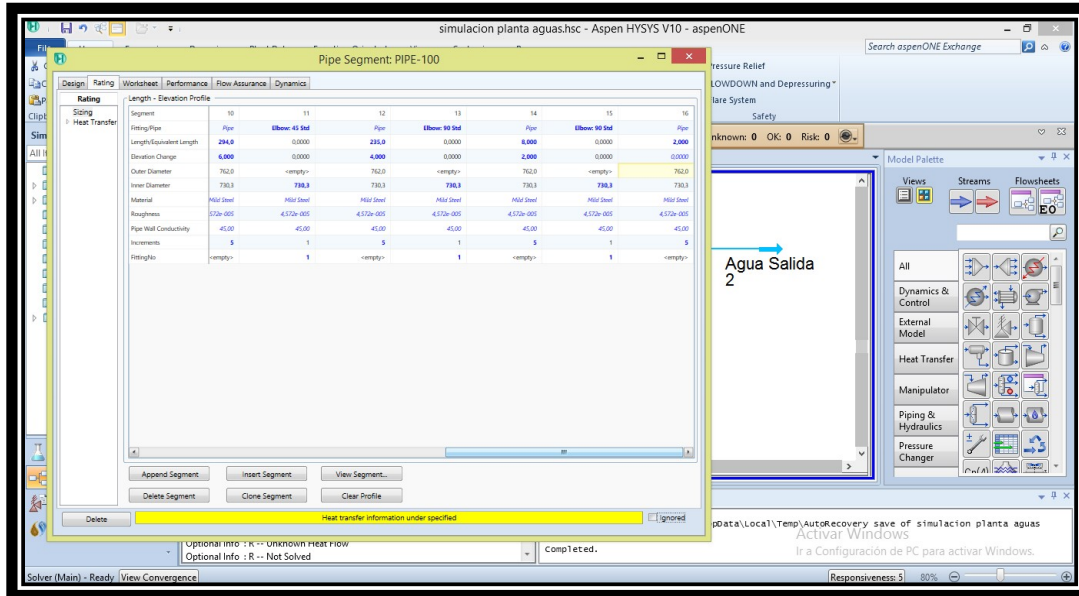 simulacion planta aguas.hsc - Aspen HYSYS V10 - aspenONE
Search aspenONE Exchange
Pipe Segment: PIPE-100
Design Rating Worksheet Performance Flow Assurance Dynamics
Rating
Sizing
Heat Transfer
Length - Elevation Profile
Segment 10 11 12 13 14 15 16
Fitting/Pipe Pipe Elbow: 45 Std Pipe Elbow: 90 Std Pipe Elbow: 90 Std Pipe
Length/Equivalent Length 294,0 0,0000 235,0 0,0000 8,000 0,0000 2,000
Elevation Change 6,000 0,0000 4,000 0,0000 2,000 0,0000 0,0000
Outer Diameter 762,0 <empty> 762,0 <empty> 762,0 <empty> 762,0
Inner Diameter 730,3 730,3 730,3 730,3 730,3 730,3 730,3
Material Mild Steel Mild Steel Mild Steel Mild Steel Mild Steel Mild Steel Mild Steel
Roughness 572e-005 4,572e-005 4,572e-005 4,572e-005 4,572e-005 4,572e-005 4,572e-005
Pipe Wall Conductivity 45,00 45,00 45,00 45,00 45,00 45,00 45,00
Increments 5 1 5 1 5 1 5
FittingNo <empty> 1 <empty> 1 <empty> 1 <empty>
Append Segment Insert Segment View Segment...
Delete Segment Clone Segment Clear Profile
Delete
Heat transfer information under specified
Ignored
ressure Relief
LOWDOWN and Depressuring
lare System
Safety
nknown: 0 OK: 0 Risk: 0
Agua Salida
2
Model Palette
Views Streams Flowsheets
EO
All
Dynamics &
Control
External
Model
Heat Transfer
Manipulator
Piping &
Hydraulics
Pressure
Changer
Optional Info : R -- Unknown Heat Flow
Optional Info : R -- Not Solved
pData\Local\Temp\AutoRecovery save of simulacion planta aguas
Completed.
Activar Windows
Ir a Configuración de PC para activar Windows.
Solver (Main) - Ready View Convergence
Responsiveness: 5 80%